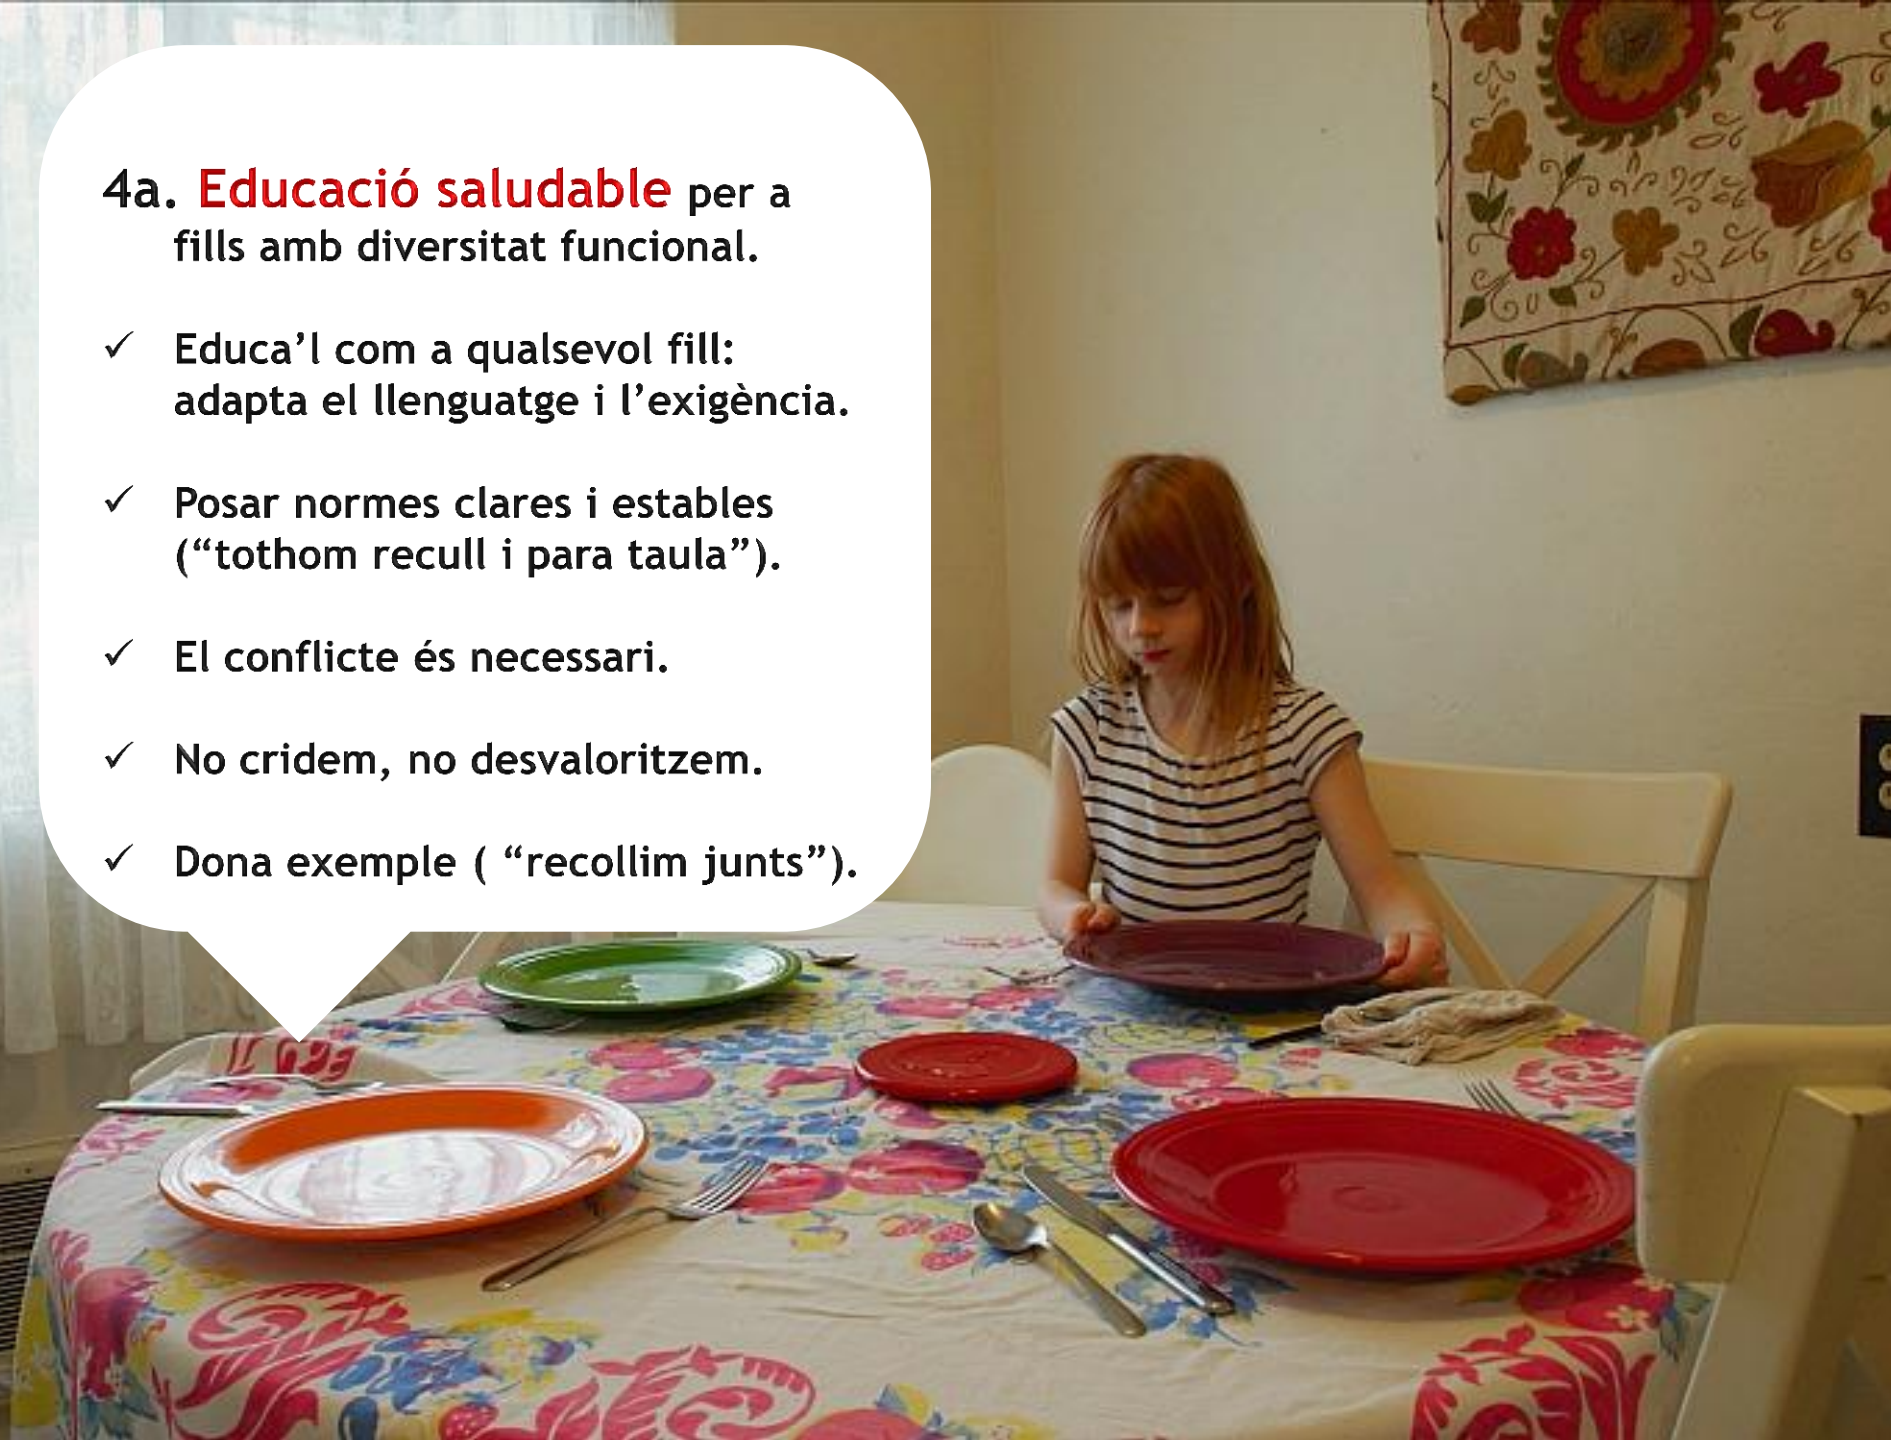 4a. Educació saludable per a
fills amb diversitat funcional.
✓ Educa’l com a qualsevol fill:
adapta el llenguatge i l’exigència.
✓ Posar normes clares i estables
(“tothom recull i para taula”).
✓ El conflicte és necessari.
✓ No cridem, no desvaloritzem.
✓ Dona exemple ( “recollim junts”).